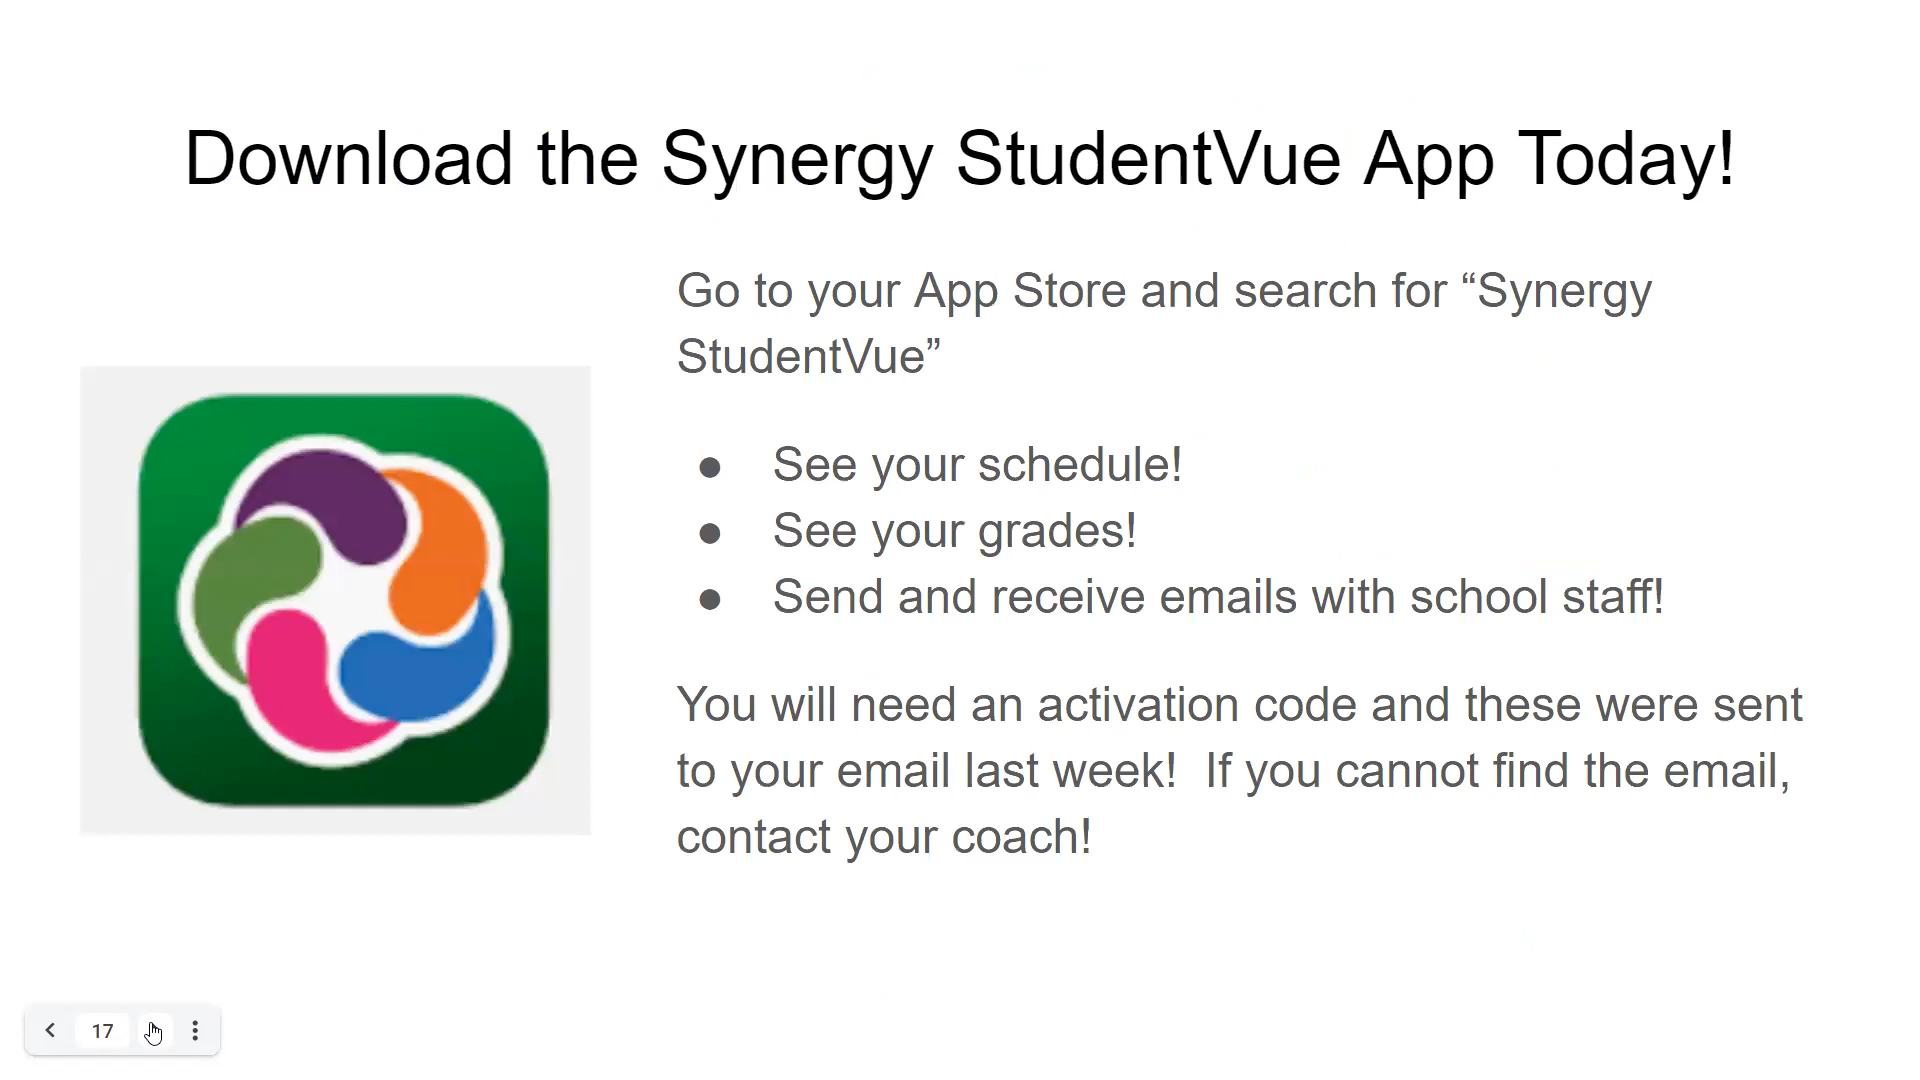 Download the Synergy StudentVue App Today!
Go to your App Store and search for “Synergy
StudentVue”
● See your schedule!
● See your grades!
● Send and receive emails with school staff!
You will need an activation code and these were sent
to your email last week!  If you cannot find the email,
contact your coach!
17